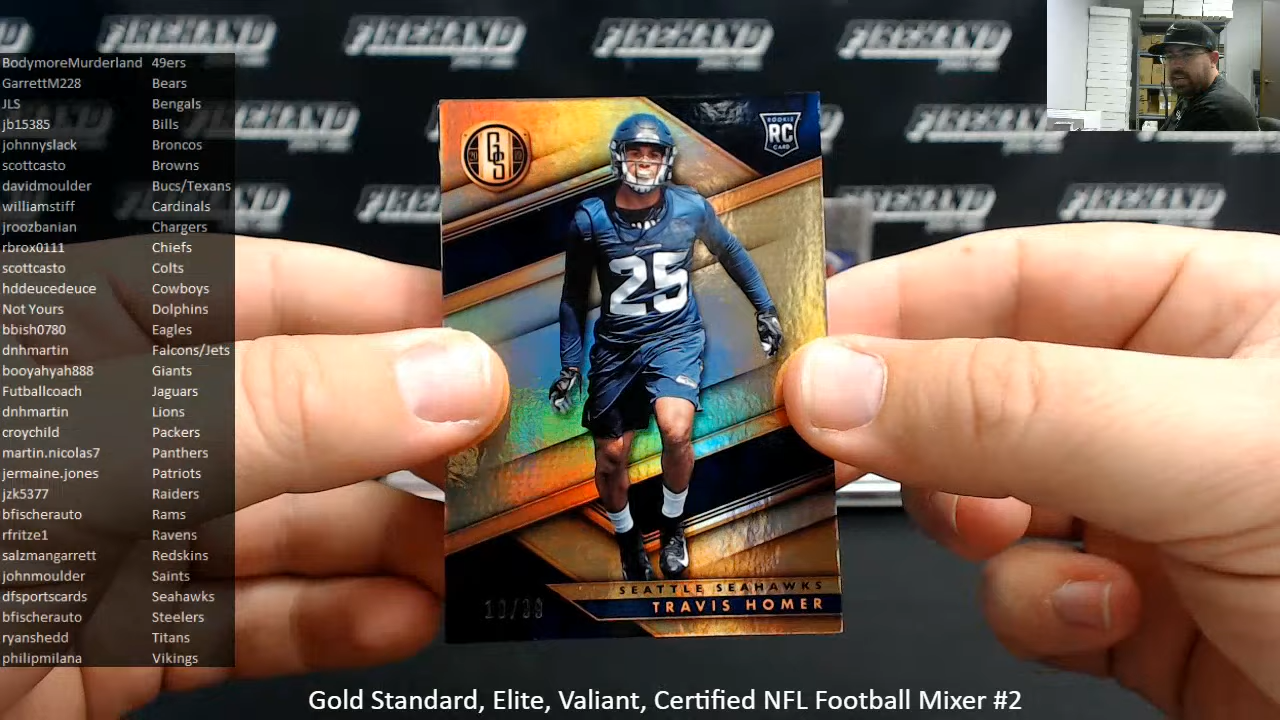 FIREHAND FIREHAND FIREHAND FIREHAND
BodymoreMurderland 49ers
GarrettM228 Bears
JLS Bengals
jb15385 Bills
johnnyslack Broncos
scottcasto Browns
davidmoulder Bucs/Texans
williamstiff Cardinals
jroozbanian Chargers
rbrox0111 Chiefs
scottcasto Colts
hddeucedeuce Cowboys
Not Yours Dolphins
bbish0780 Eagles
dnhmartin Falcons/Jets
booyahyah888 Giants
Futballcoach Jaguars
dnhmartin Lions
croychild Packers
martin.nicolas7 Panthers
jermaine.jones Patriots
jzk5377 Raiders
bfischerauto Rams
rfritze1 Ravens
salzmangarrett Redskins
johnmoulder Saints
dfsportscards Seahawks
bfischerauto Steelers
ryanshedd Titans
philipmilana Vikings
GS
ROOKIE
RC
CARD
25
SEATTLE SEAHAWKS
TRAVIS HOMER
Gold Standard, Elite, Valiant, Certified NFL Football Mixer #2